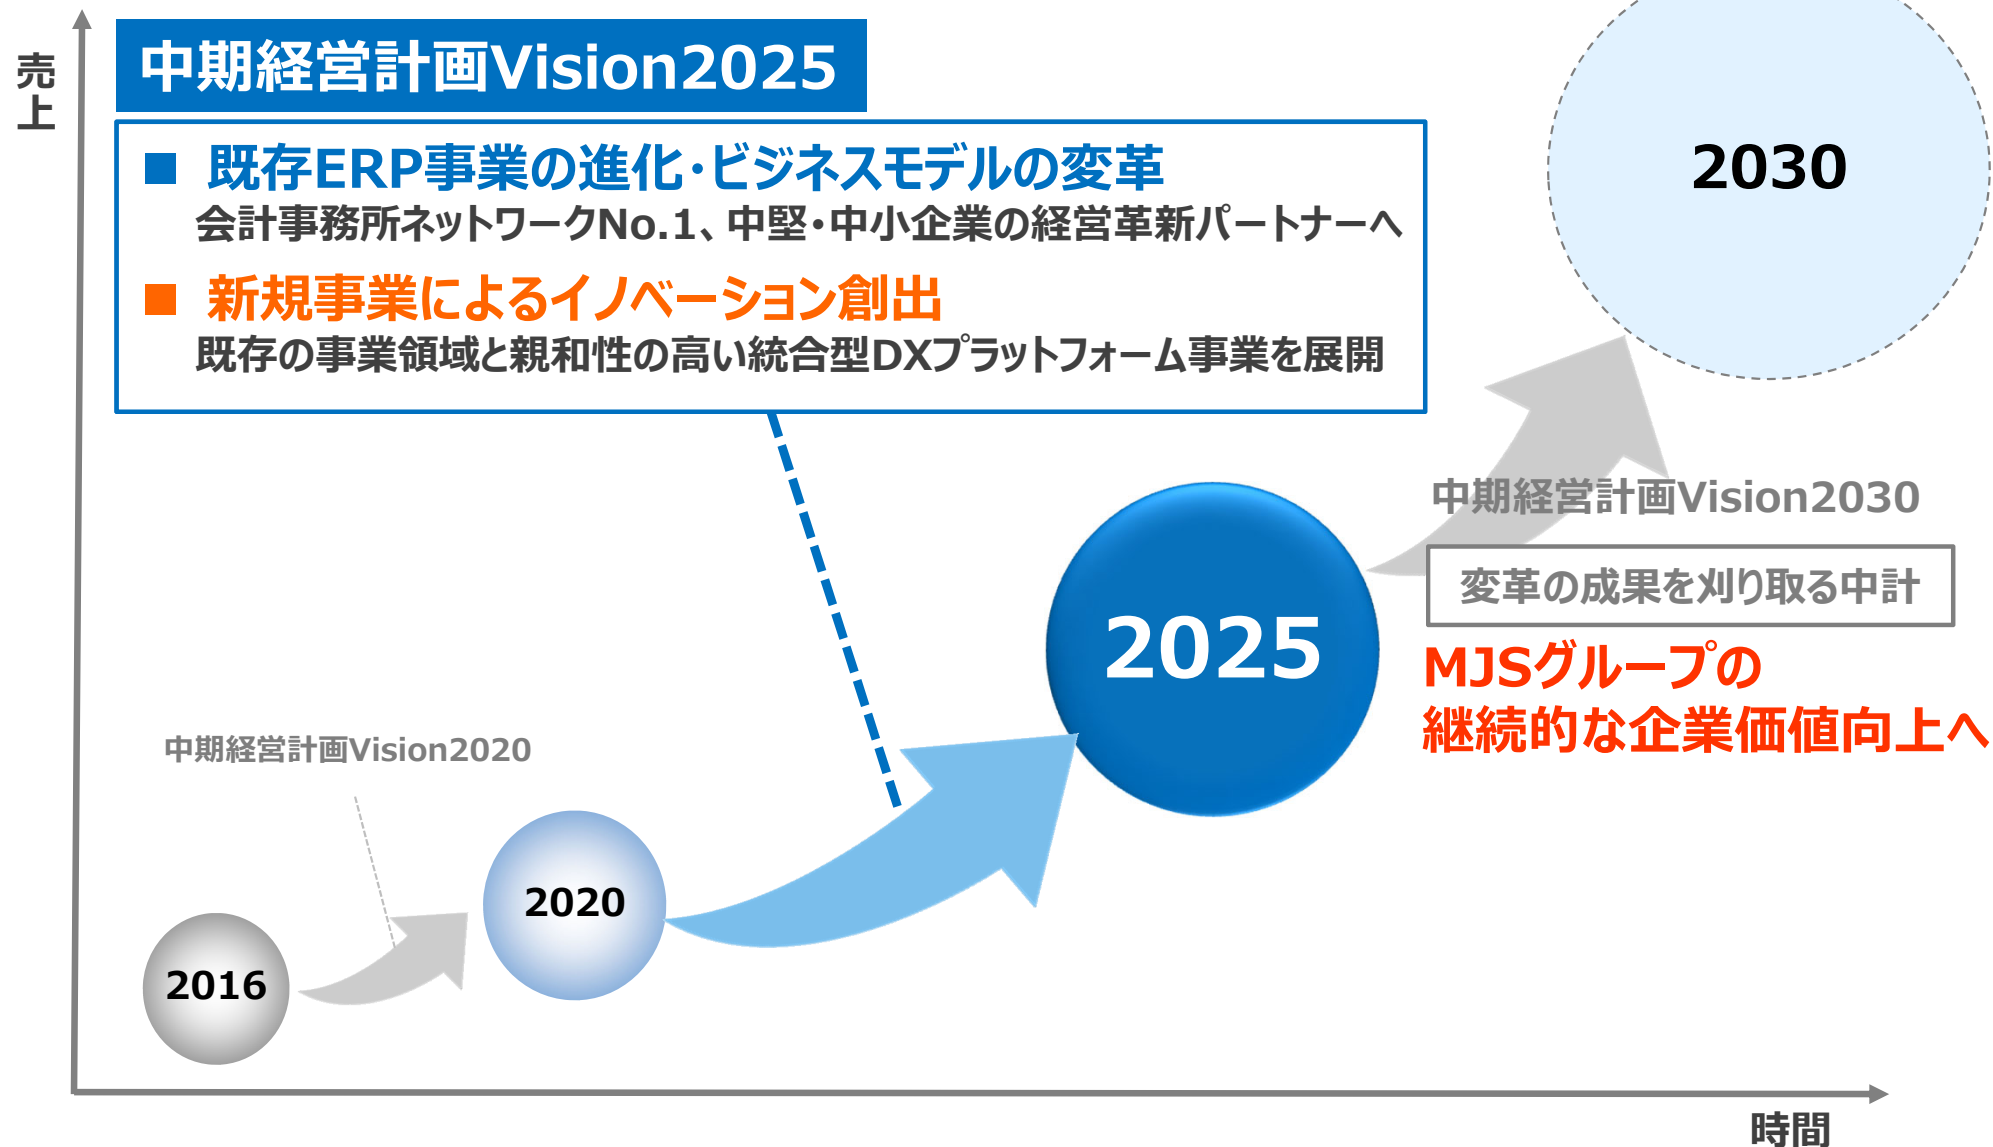 売上
中期経営計画Vision2025
■ 既存ERP事業の進化・ビジネスモデルの変革
会計事務所ネットワークNo.1、中堅・中小企業の経営革新パートナーへ
■ 新規事業によるイノベーション創出
既存の事業領域と親和性の高い統合型DXプラットフォーム事業を展開
2030
中期経営計画Vision2030
変革の成果を刈り取る中計
2025
MJSグループの
継続的な企業価値向上へ
中期経営計画Vision2020
2020
2016
時間